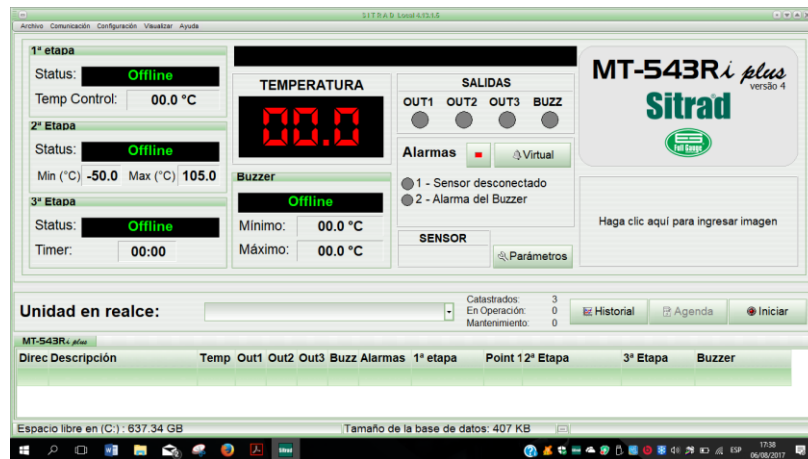 SITRAD Local 4.13.1.6
Archivo Comunicación Configuración Visualizar Ayuda
1ª etapa
Status: Offline
Temp Control: 00.0 °C
2ª Etapa
Status: Offline
Min (°C) -50.0 Max (°C) 105.0
3ª Etapa
Status: Offline
Timer: 00:00
TEMPERATURA
00.0
Buzzer
Offline
Mínimo: 00.0 °C
Máximo: 00.0 °C
SALIDAS
OUT1 OUT2 OUT3 BUZZ
Alarmas Virtual
1 - Sensor desconectado
2 - Alarma del Buzzer
SENSOR
Parámetros
MT-543Ri plus
versão 4
Sitrad
Full Gauge
Haga clic aquí para ingresar imagen
Unidad en realce:
Catastrados: 3
En Operación: 0
Mantenimiento: 0
Historial Agenda Iniciar
MT-543Ri plus
Direc Descripción Temp Out1 Out2 Out3 Buzz Alarmas 1ª etapa Point 1 2ª Etapa 3ª Etapa Buzzer
Espacio libre en (C:) : 637.34 GB Tamaño de la base de datos: 407 KB
Sitrad
ESP 17:38
06/08/2017